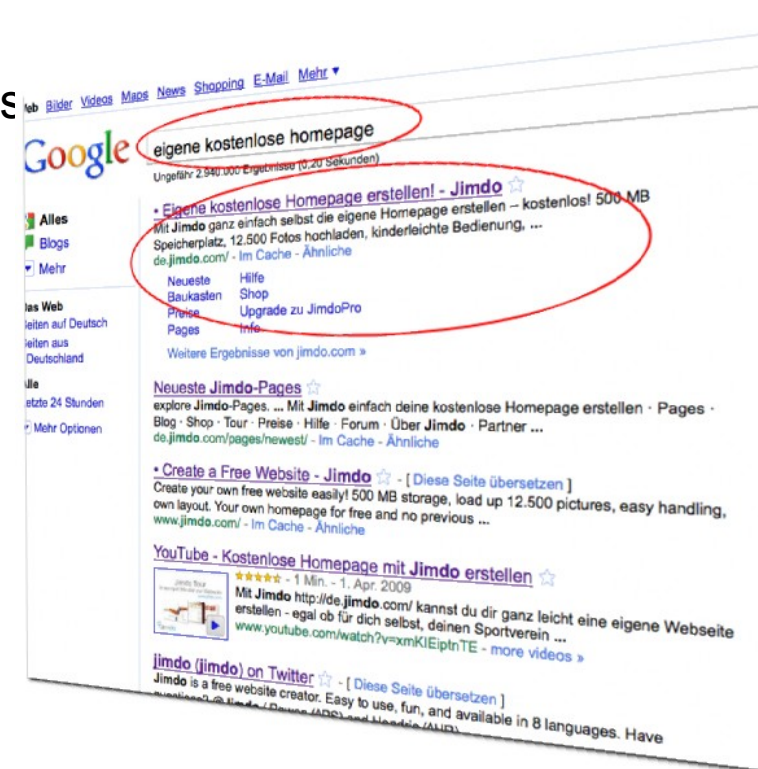 S
Web Bilder Videos Maps News Shopping E-Mail Mehr ▼
Google eigene kostenlose homepage
Ungefähr 2.940.000 Ergebnisse (0,20 Sekunden)
Alles
Blogs
Mehr
Das Web
Seiten auf Deutsch
Seiten aus
Deutschland
Alle
Letzte 24 Stunden
Mehr Optionen
• Eigene kostenlose Homepage erstellen! - Jimdo
Mit Jimdo ganz einfach selbst die eigene Homepage erstellen – kostenlos! 500 MB
Speicherplatz, 12.500 Fotos hochladen, kinderleichte Bedienung, ...
de.jimdo.com/ - Im Cache - Ähnliche
Neueste Hilfe
Baukasten Shop
Preise Upgrade zu JimdoPro
Pages Info
Weitere Ergebnisse von jimdo.com »
Neueste Jimdo-Pages
explore Jimdo-Pages. ... Mit Jimdo einfach deine kostenlose Homepage erstellen · Pages ·
Blog · Shop · Tour · Preise · Hilfe · Forum · Über Jimdo · Partner ...
de.jimdo.com/pages/newest/ - Im Cache - Ähnliche
• Create a Free Website - Jimdo - [ Diese Seite übersetzen ]
Create your own free website easily! 500 MB storage, load up 12.500 pictures, easy handling,
own layout. Your own homepage for free and no previous ...
www.jimdo.com/ - Im Cache - Ähnliche
YouTube - Kostenlose Homepage mit Jimdo erstellen
★★★★★ - 1 Min. - 1. Apr. 2009
Mit Jimdo http://de.jimdo.com/ kannst du dir ganz leicht eine eigene Webseite
erstellen - egal ob für dich selbst, deinen Sportverein ...
www.youtube.com/watch?v=xmKIEiptnTE - more videos »
jimdo (jimdo) on Twitter - [ Diese Seite übersetzen ]
Jimdo is a free website creator. Easy to use, fun, and available in 8 languages. Have